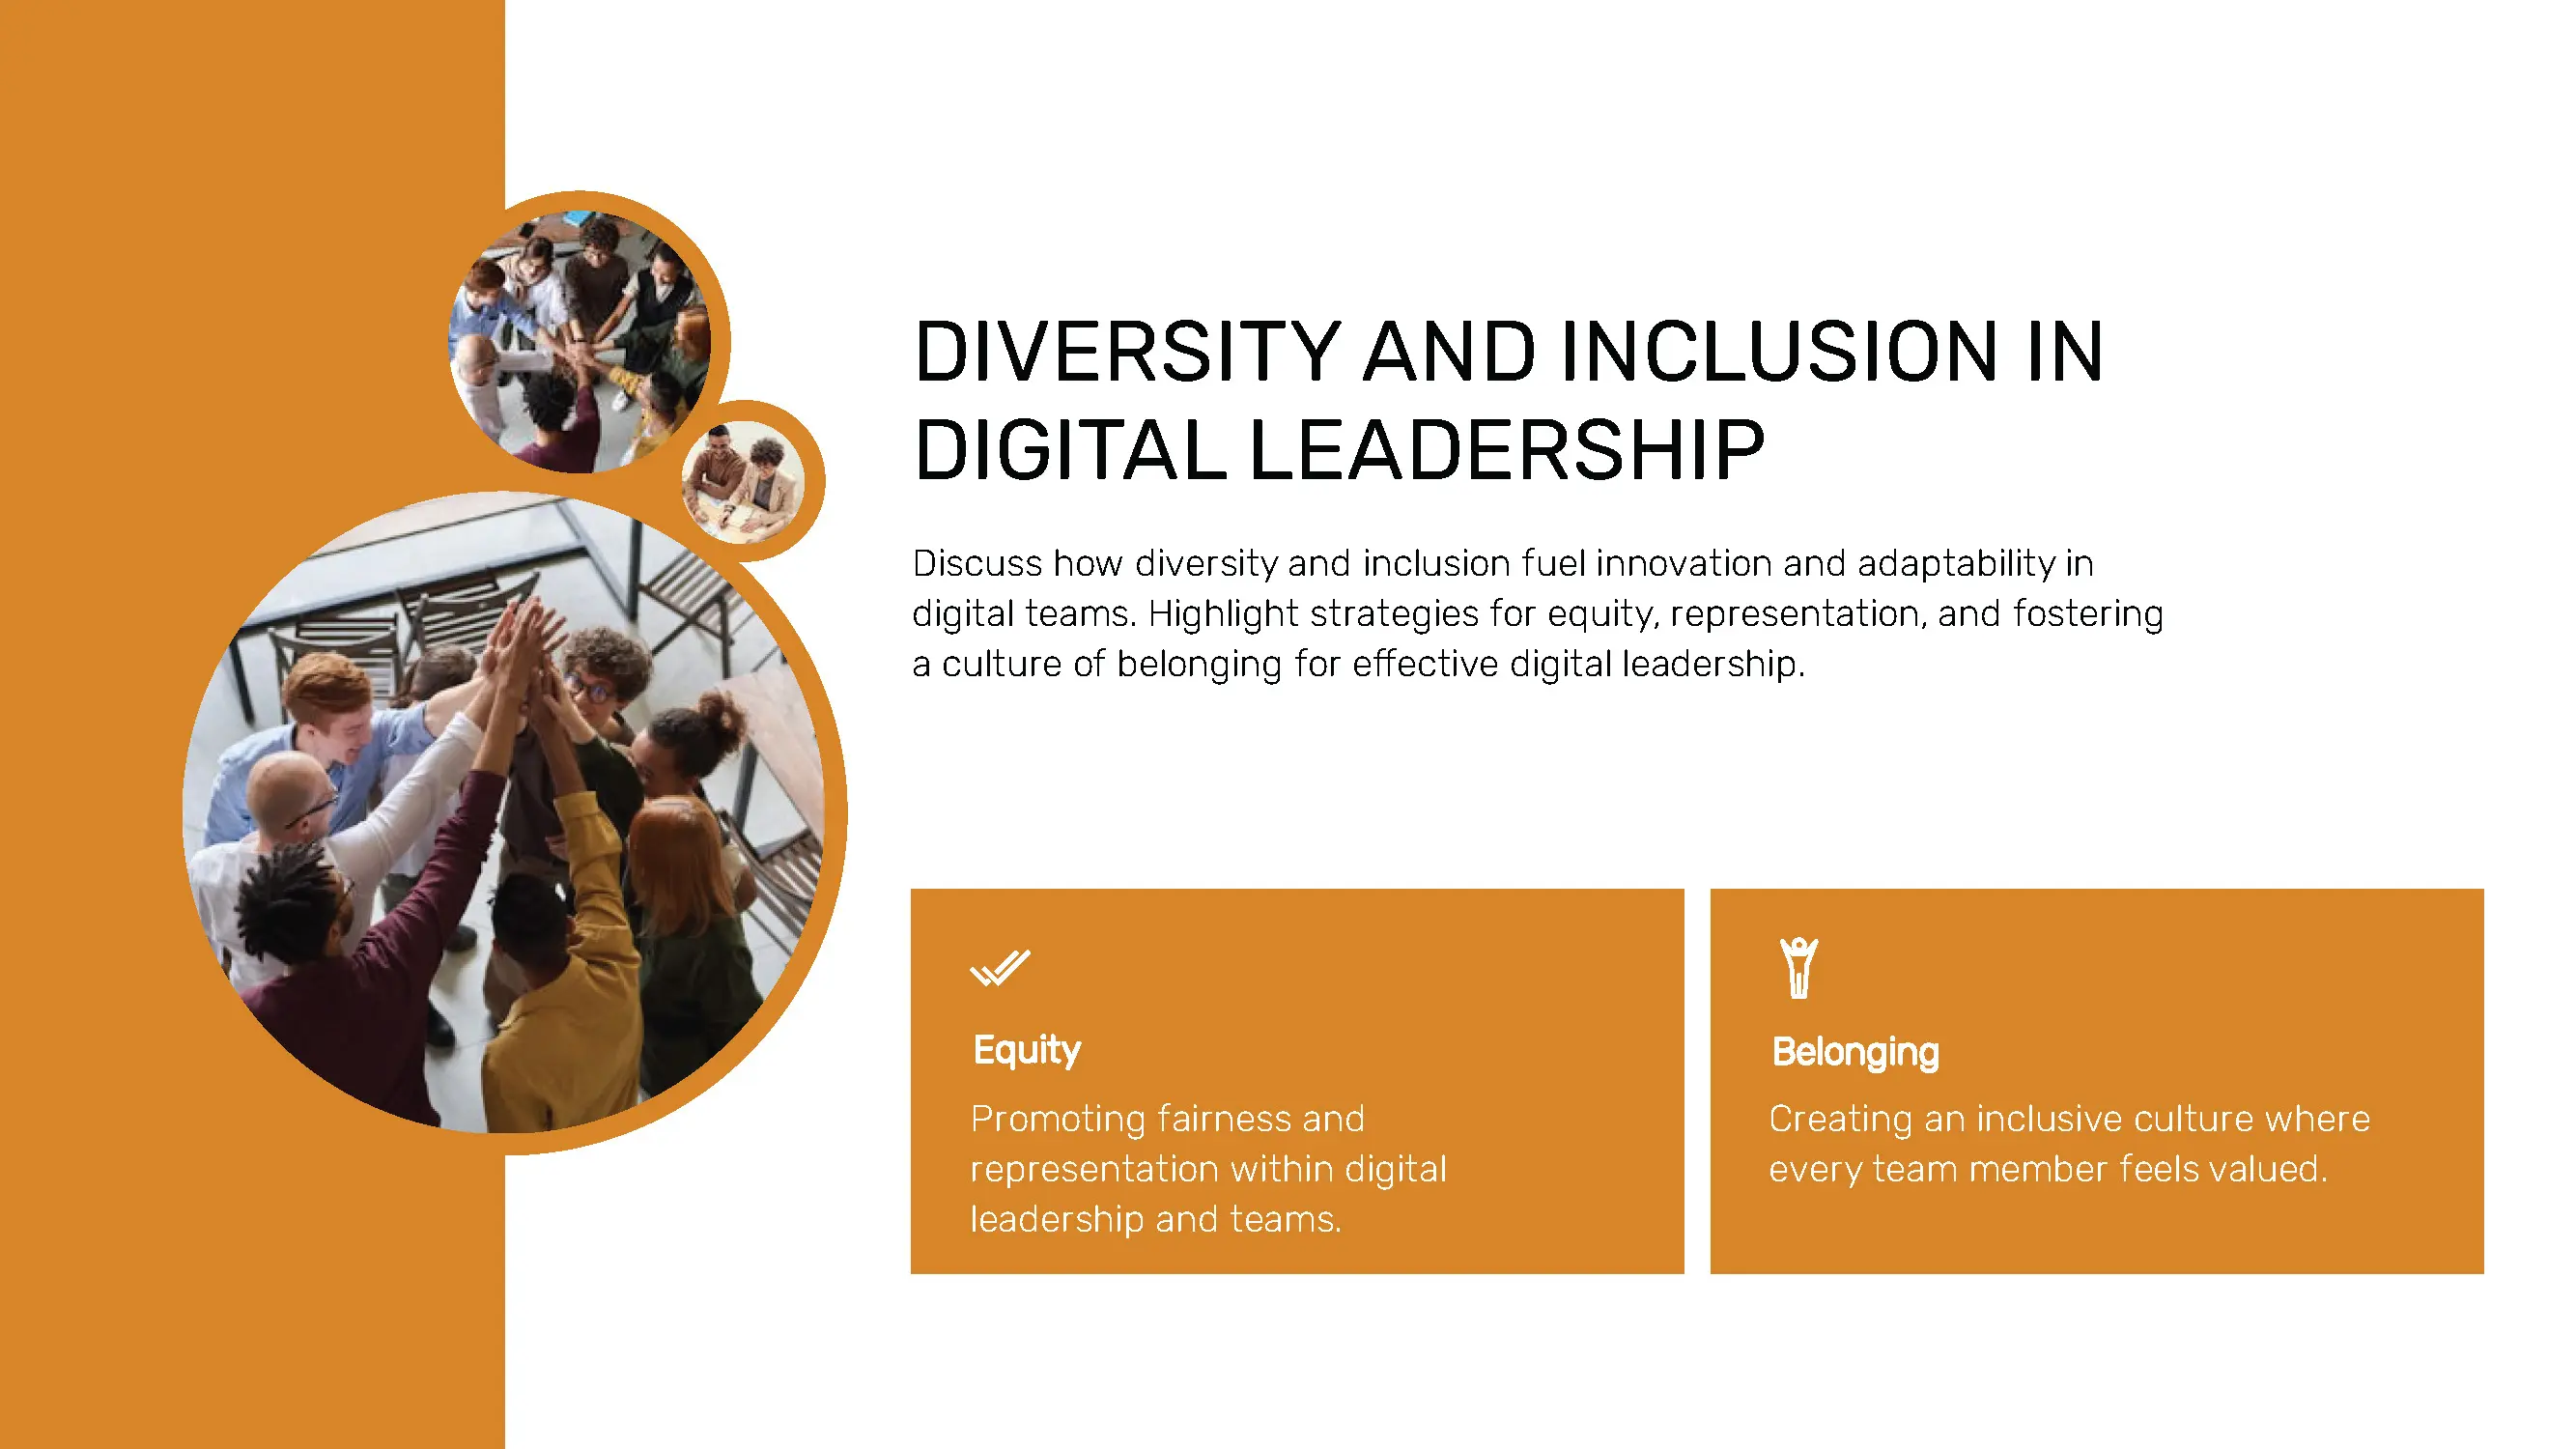 DIVERSITY AND INCLUSION IN
DIGITAL LEADERSHIP
Discuss how diversity and inclusion fuel innovation and adaptability in
digital teams. Highlight strategies for equity, representation, and fostering
a culture of belonging for effective digital leadership.
Equity
Promoting fairness and
representation within digital
leadership and teams.
Belonging
Creating an inclusive culture where
every team member feels valued.